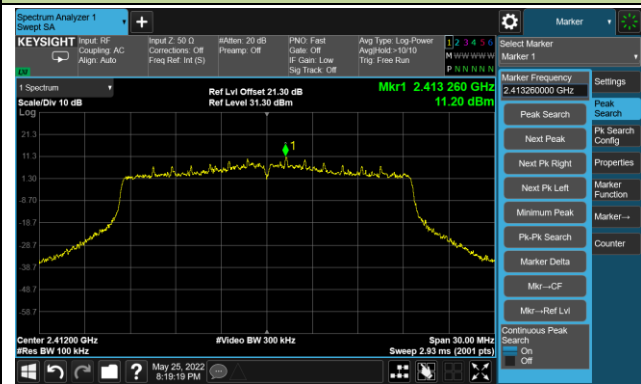 Spectrum Analyzer 1
Swept SA
+
Marker
KEYSIGHT
Input: RF
Coupling: AC
Align: Auto
Input Z: 50 Ω
Corrections: Off
Freq Ref: Int (S)
#Atten: 20 dB
Preamp: Off
PNO: Fast
Gate: Off
IF Gain: Low
Sig Track: Off
Avg Type: Log-Power
Avg|Hold:>10/10
Trig: Free Run
1 2 3 4 5 6
M W W W W W
P N N N N N
LXI
Select Marker
Marker 1
1 Spectrum
Scale/Div 10 dB
Log
Ref Lvl Offset 21.30 dB
Ref Level 31.30 dBm
Mkr1 2.413 260 GHz
11.20 dBm
21.3
11.3
1.30
-8.70
-18.7
-28.7
-38.7
-48.7
-58.7
1
Center 2.41200 GHz
#Res BW 100 kHz
#Video BW 300 kHz
Span 30.00 MHz
Sweep 2.93 ms (2001 pts)
Marker Frequency
2.413260000 GHz
Peak Search
Next Peak
Next Pk Right
Next Pk Left
Minimum Peak
Pk-Pk Search
Marker Delta
Mkr→CF
Mkr→Ref Lvl
Continuous Peak
Search
On
Off
Settings
Peak
Search
Pk Search
Config
Properties
Marker
Function
Marker→
Counter
?
May 25, 2022
8:19:19 PM